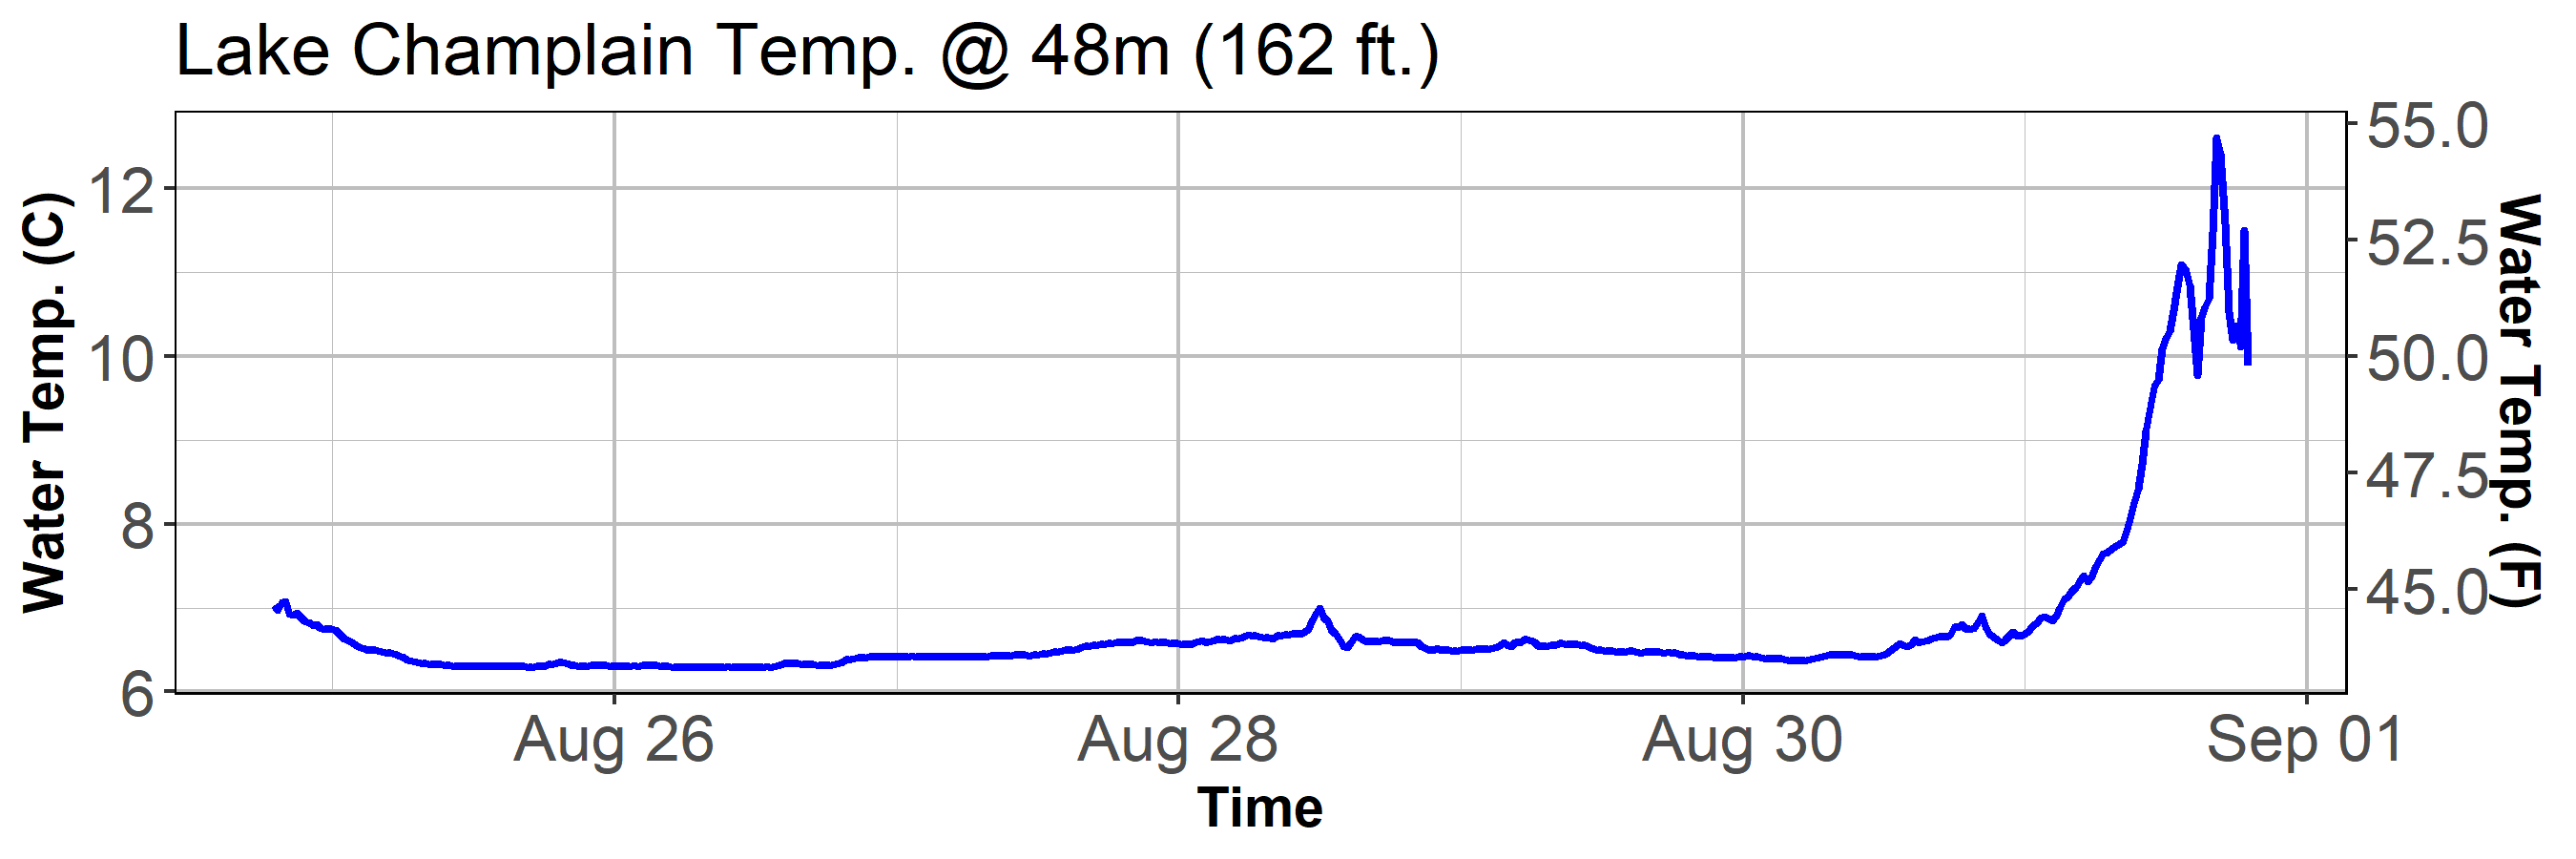 Lake Champlain Temp. @ 48m (162 ft.)
Water Temp. (C)
12
10
8
6
55.0
52.5
50.0
47.5
45.0
Water Temp. (F)
Aug 26 Aug 28 Aug 30 Sep 01
Time